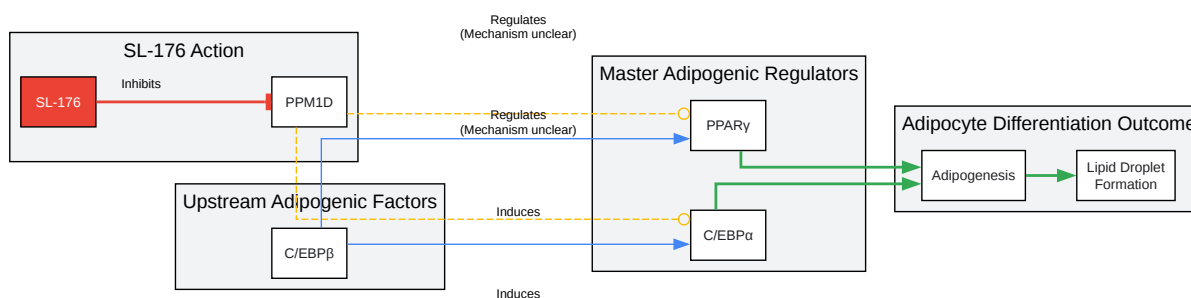 Regulates
(Mechanism unclear)
SL-176 Action
SL-176
Inhibits
PPM1D
Master Adipogenic Regulators
PPARγ
Regulates
(Mechanism unclear)
Adipocyte Differentiation Outcome
Adipogenesis
Lipid Droplet
Formation
Upstream Adipogenic Factors
C/EBPβ
Induces
C/EBPα
Induces